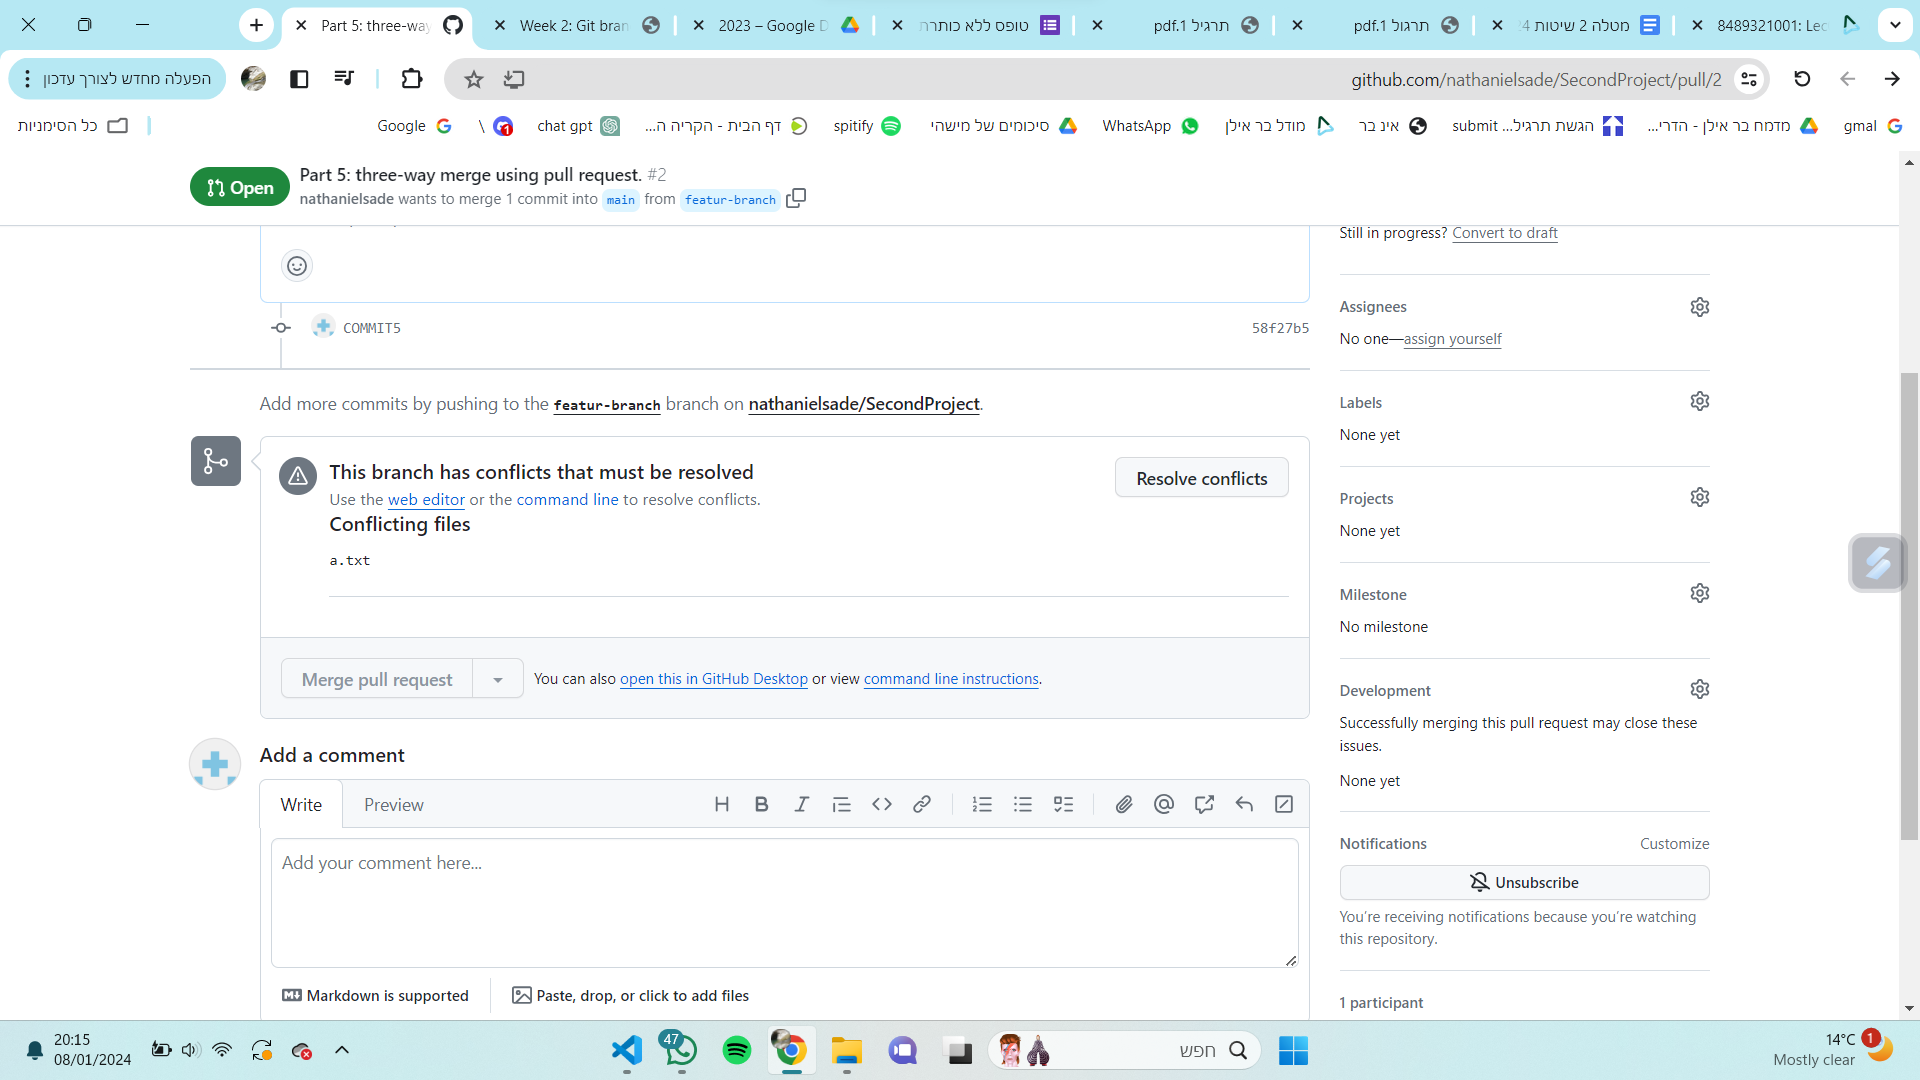 Part 5: three-way
Week 2: Git bran
2023 – Google D
טופס ללא כותרת
תרגיל 1.pdf
תרגול 1.pdf
מטלה 2 שיטות
8489321001: Lec
הפעלה מחדש לצורך עדכון
github.com/nathanielsade/SecondProject/pull/2
כל הסימניות
Google
\
chat gpt
דף הבית - הקריה ה...
spitify
סיכומים של מישהי
WhatsApp
מודל בר אילן
אינ בר
submit ...הגשת תרגיל
מדמח בר אילן - הדרי...
gmal
Open
Part 5: three-way merge using pull request. #2
nathanielsade wants to merge 1 commit into main from featur-branch
Still in progress? Convert to draft
COMMIT5
58f27b5
Add more commits by pushing to the featur-branch branch on nathanielsade/SecondProject.
This branch has conflicts that must be resolved
Use the web editor or the command line to resolve conflicts.
Resolve conflicts
Conflicting files
a.txt
Merge pull request
You can also open this in GitHub Desktop or view command line instructions.
Add a comment
Write
Preview
Add your comment here...
Markdown is supported
Paste, drop, or click to add files
Assignees
No one—assign yourself
Labels
None yet
Projects
None yet
Milestone
No milestone
Development
Successfully merging this pull request may close these
issues.
None yet
Notifications
Customize
Unsubscribe
You're receiving notifications because you're watching
this repository.
1 participant
20:15
08/01/2024
47
חפש
14°C
Mostly clear
1